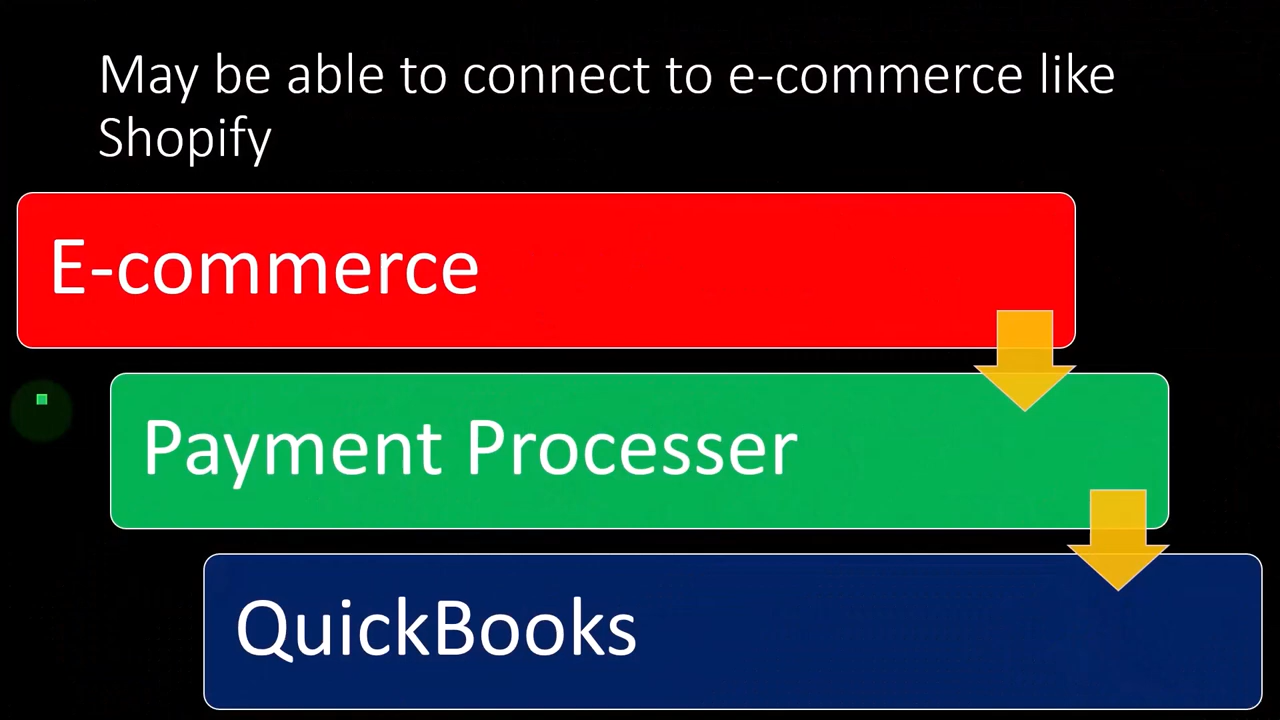 May be able to connect to e-commerce like
Shopify
E-commerce
Payment Processer
QuickBooks